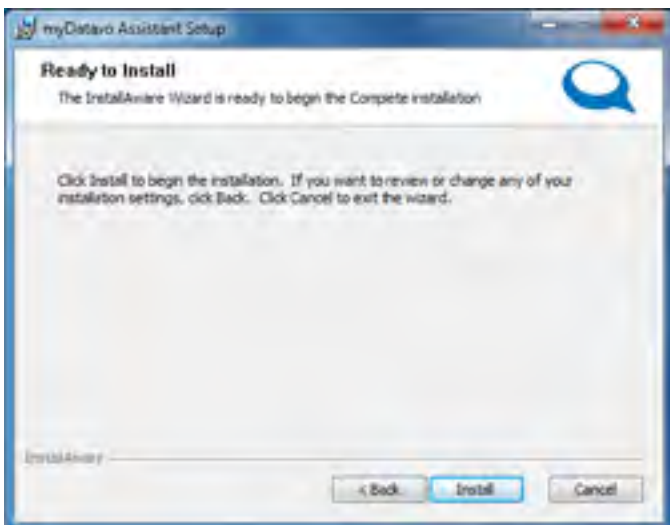 myDatavo Assistant Setup
Ready to Install
The InstallAware Wizard is ready to begin the Complete installation
Click Install to begin the installation. If you want to review or change any of your
installation settings, click Back. Click Cancel to exit the wizard.
InstallAware
< Back
Install
Cancel